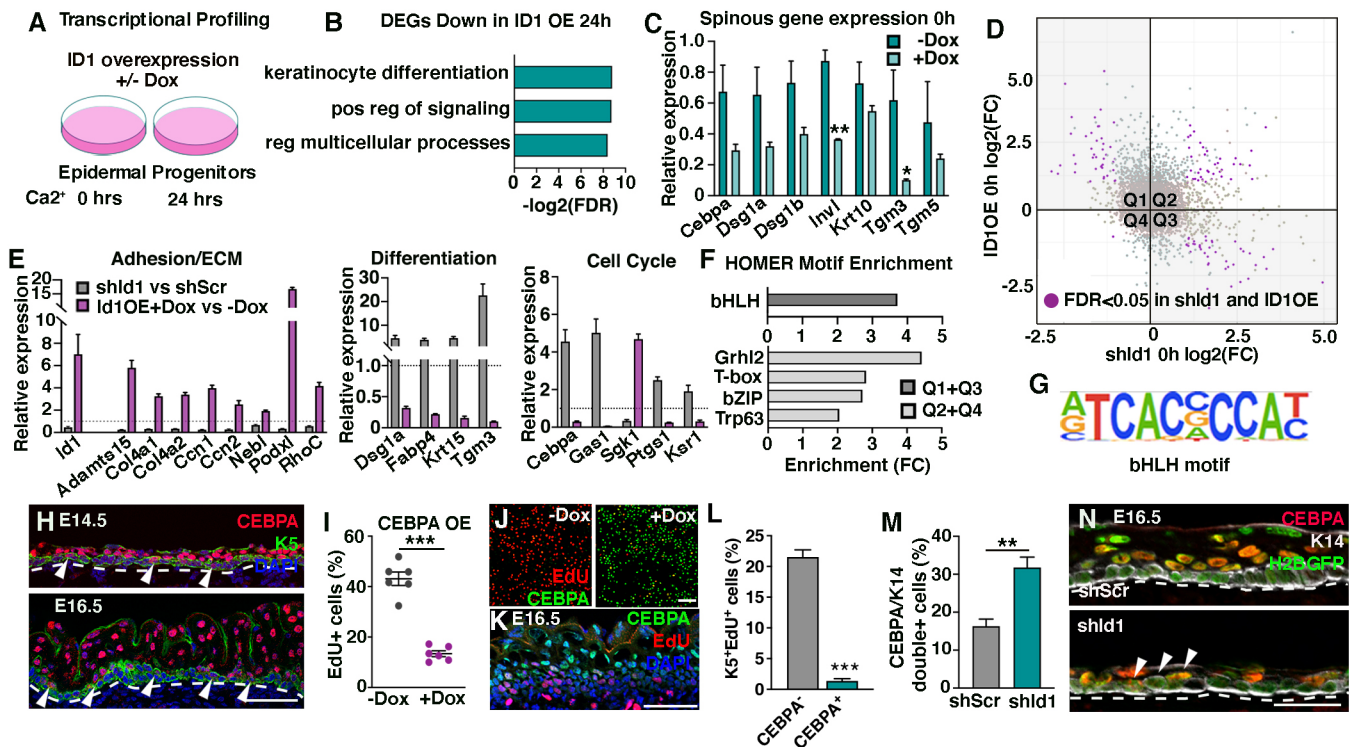 A
Transcriptional Profiling
ID1 overexpression
+/- Dox
Epidermal Progenitors
Ca2+ 0 hrs 24 hrs
B
DEGs Down in ID1 OE 24h
keratinocyte differentiation
pos reg of signaling
reg multicellular processes
0 2 4 6 8 10
-log2(FDR)
C
Spinous gene expression 0h
-Dox
+Dox
Relative expression
1.0
0.8
0.6
0.4
0.2
0
**
*
Cebpa
Dsg1a
Dsg1b
Invl
Krt10
Tgm3
Tgm5
D
ID1OE 0h log2(FC)
5.0
2.5
0
-2.5
Q1 Q2
Q4 Q3
FDR<0.05 in shId1 and ID1OE
-2.5 0 2.5 5.0
shId1 0h log2(FC)
E
Adhesion/ECM
shId1 vs shScr
Id1OE+Dox vs -Dox
Relative expression
20
15
10
8
6
4
2
0
Id1
Adamts15
Col4a1
Col4a2
Ccn1
Ccn2
Nebl
Podxl
RhoC
Differentiation
Relative expression
30
20
10
5
0
1.0
0.5
0
Dsg1a
Fabp4
Krt15
Tgm3
Cell Cycle
8
6
4
2
0
Cebpa
Gas1
Sgk1
Ptgs1
Ksr1
F
HOMER Motif Enrichment
bHLH
0 1 2 3 4 5
Grhl2
T-box
bZIP
Trp63
Q1+Q3
Q2+Q4
0 1 2 3 4 5
Enrichment (FC)
G
bHLH motif
H
E14.5
CEBPA
K5
DAPI
E16.5
I
CEBPA OE
***
EdU+ cells (%)
60
40
20
0
-Dox +Dox
J
-Dox
+Dox
EdU
CEBPA
K
E16.5
CEBPA
EdU
DAPI
L
K5+EdU+ cells (%)
25
20
15
10
5
0
***
CEBPA-
CEBPA+
M
CEBPA/K14
double+ cells (%)
40
30
20
10
0
**
shScr shId1
N
E16.5
CEBPA
K14
H2BGFP
shScr
shId1